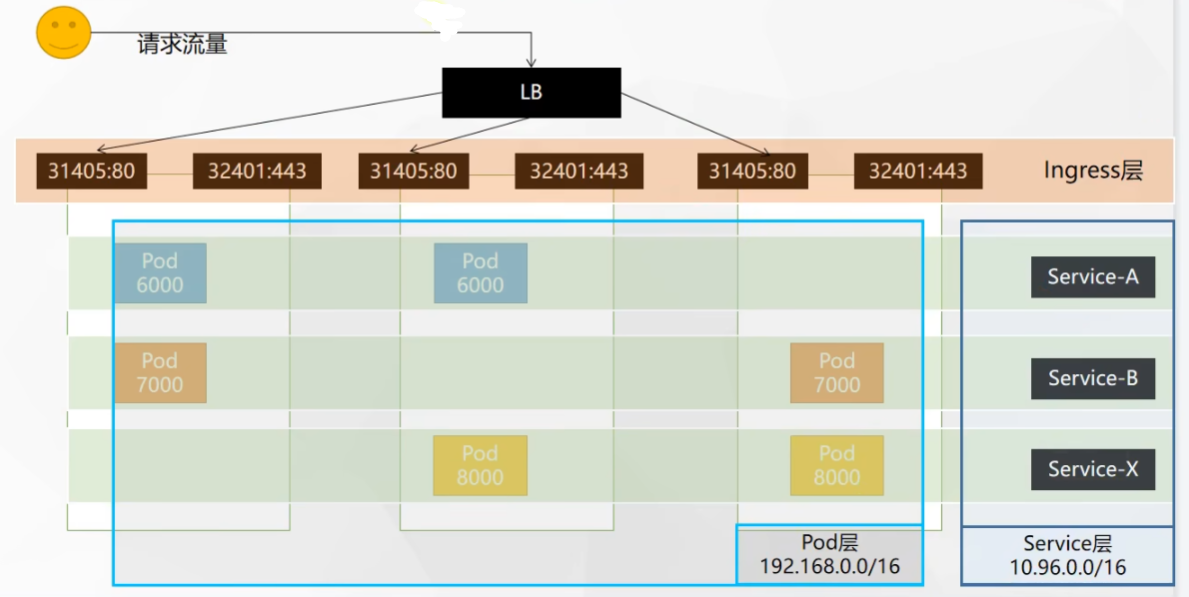 请求流量
LB
31405:80
32401:443
31405:80
32401:443
31405:80
32401:443
Ingress层
Pod
6000
Pod
6000
Service-A
Pod
7000
Pod
7000
Service-B
Pod
8000
Pod
8000
Service-X
Pod层
192.168.0.0/16
Service层
10.96.0.0/16